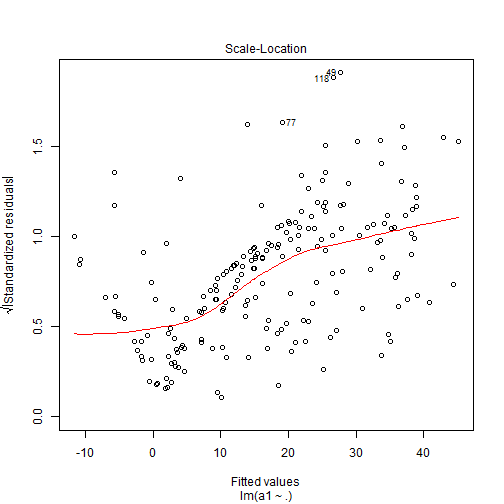 Scale-Location
√|Standardized residuals|
1.5
1.0
0.5
0.0
49
118
77
-10 0 10 20 30 40
Fitted values
lm(a1 ~ .)